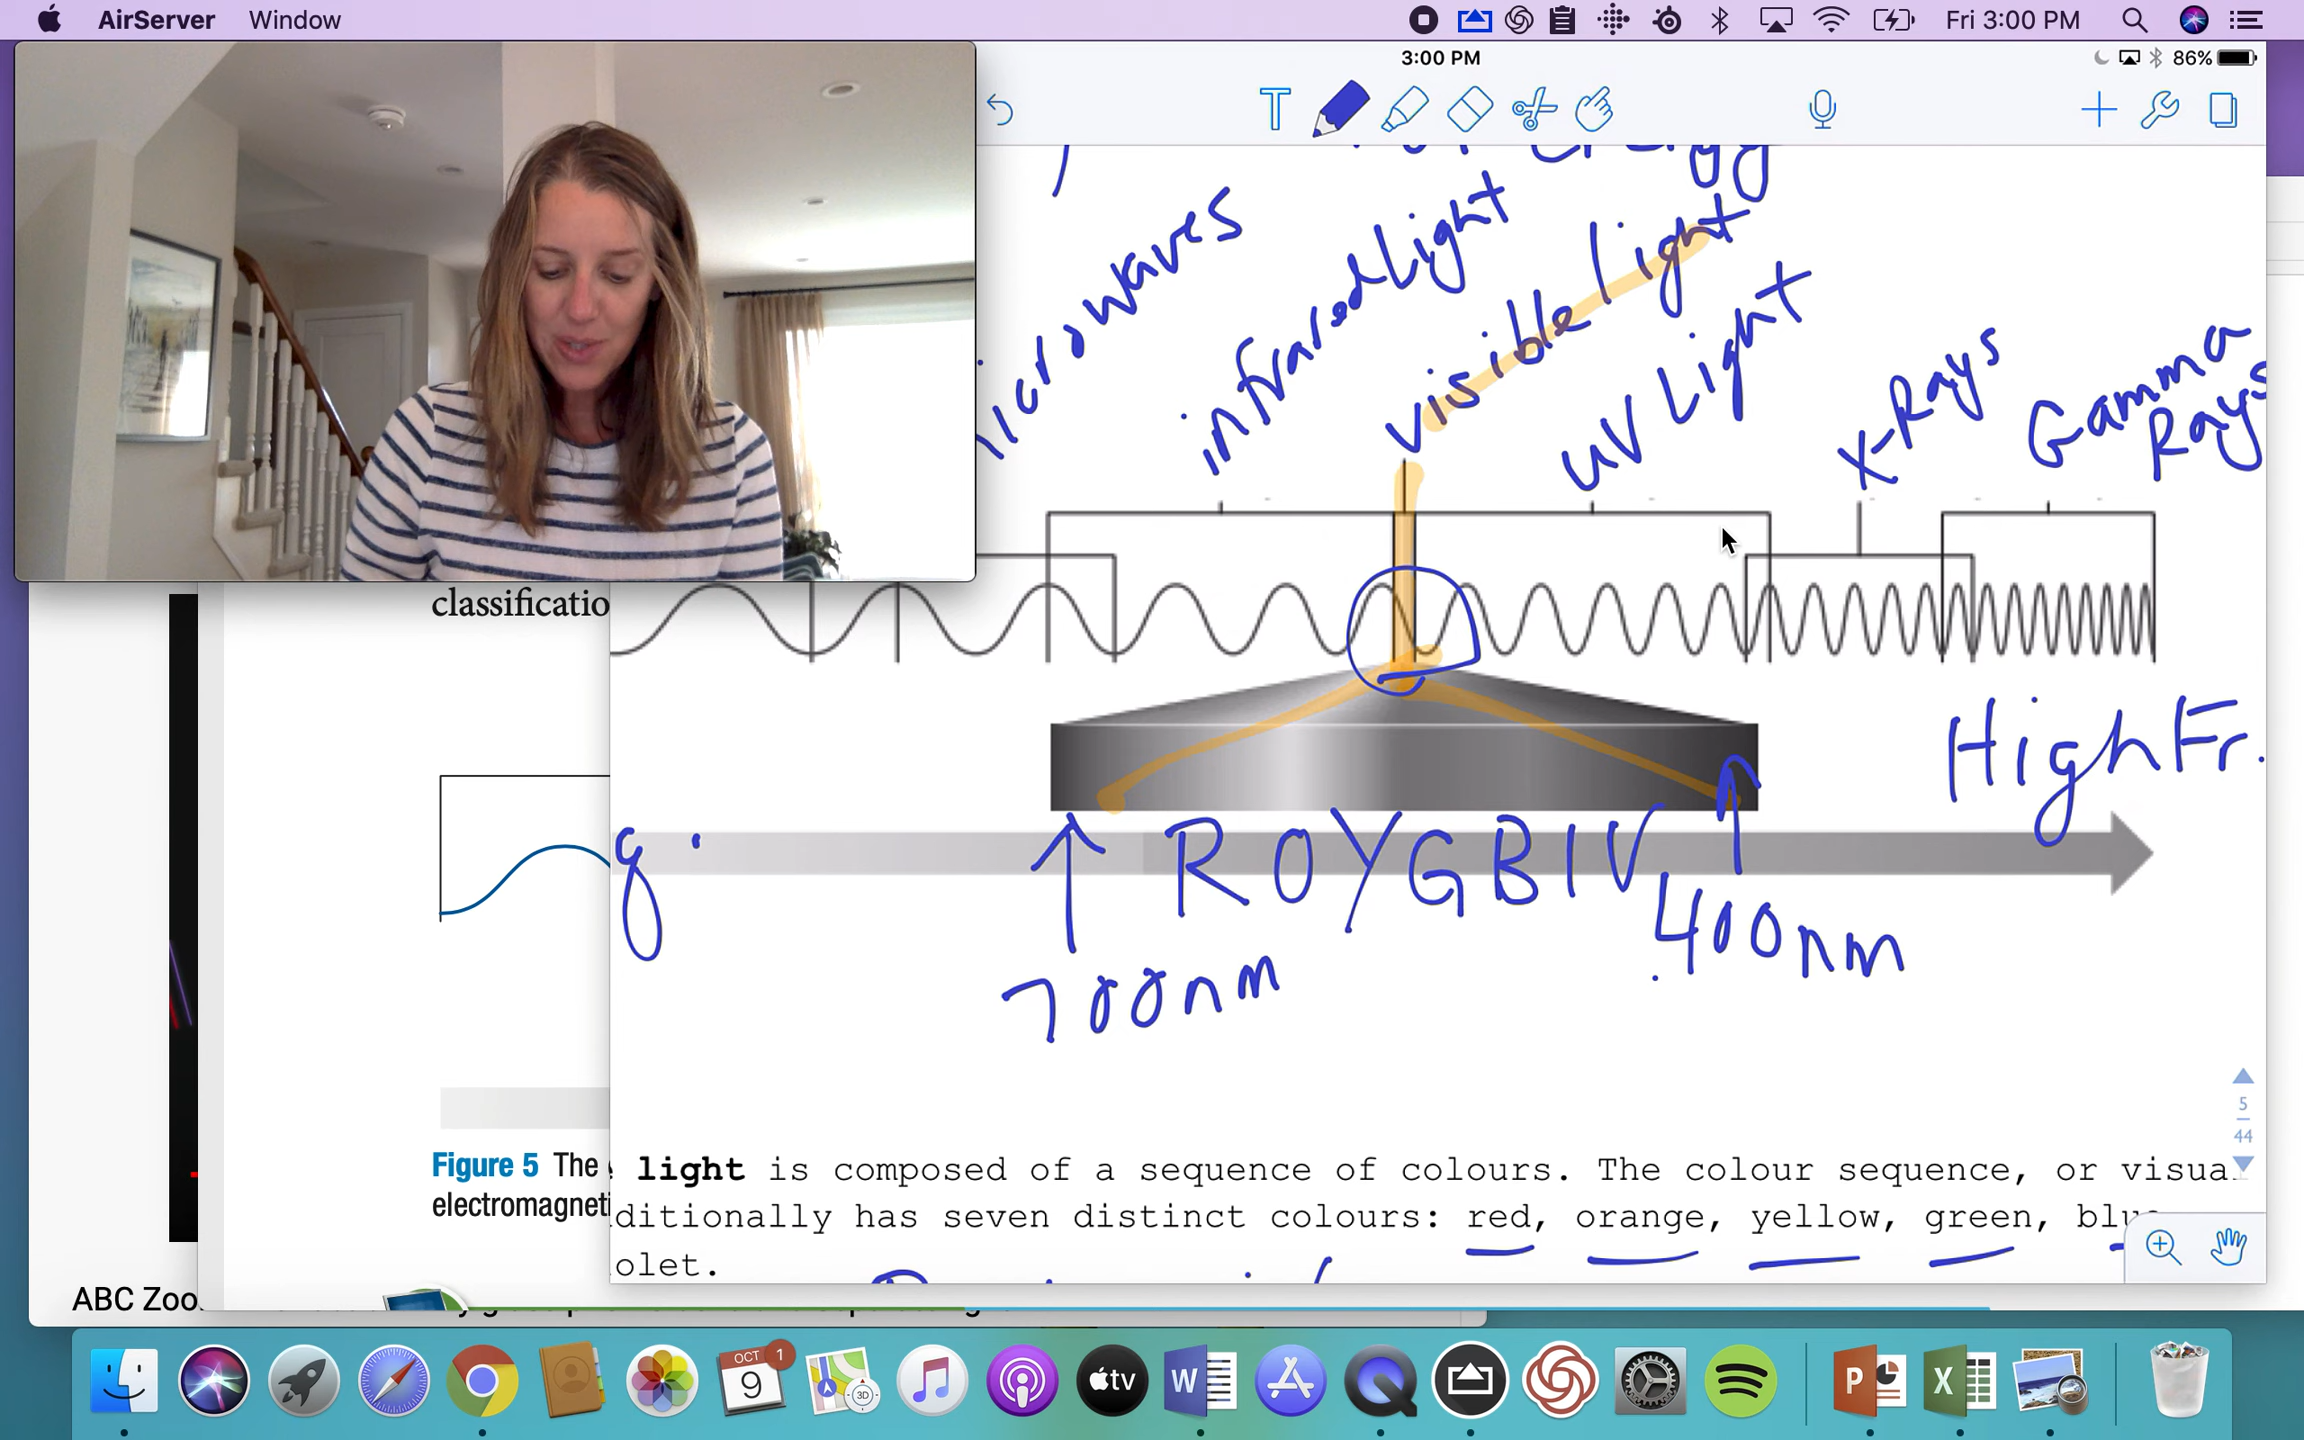 AirServer Window
Fri 3:00 PM
3:00 PM
86%
T
microwaves
infrared Light
visible light
UV Light
X-Rays
Gamma
Rays
classificatio
High Fr.
g.
ROYGBIV
700nm
400nm
5
44
Figure 5 The
light is composed of a sequence of colours. The colour sequence, or visua
electromagneti
ditionally has seven distinct colours: red, orange, yellow, green, blu
olet.
ABC Zoo
OCT 1
9
3D
tv
W
P
X